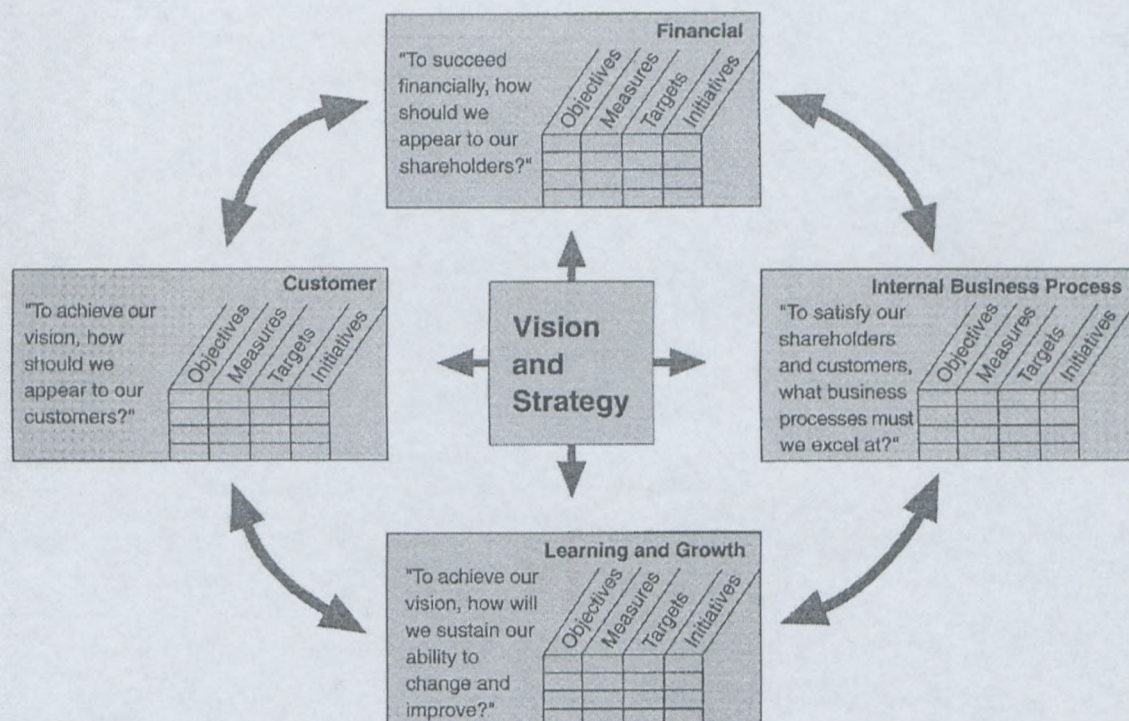 Financial
"To succeed
financially, how
should we
appear to our
shareholders?"
Objectives
Measures
Targets
Initiatives
Customer
"To achieve our
vision, how
should we
appear to our
customers?"
Objectives
Measures
Targets
Initiatives
Vision
and
Strategy
Internal Business Process
"To satisfy our
shareholders
and customers,
what business
processes must
we excel at?"
Objectives
Measures
Targets
Initiatives
Learning and Growth
"To achieve our
vision, how will
we sustain our
ability to
change and
improve?"
Objectives
Measures
Targets
Initiatives